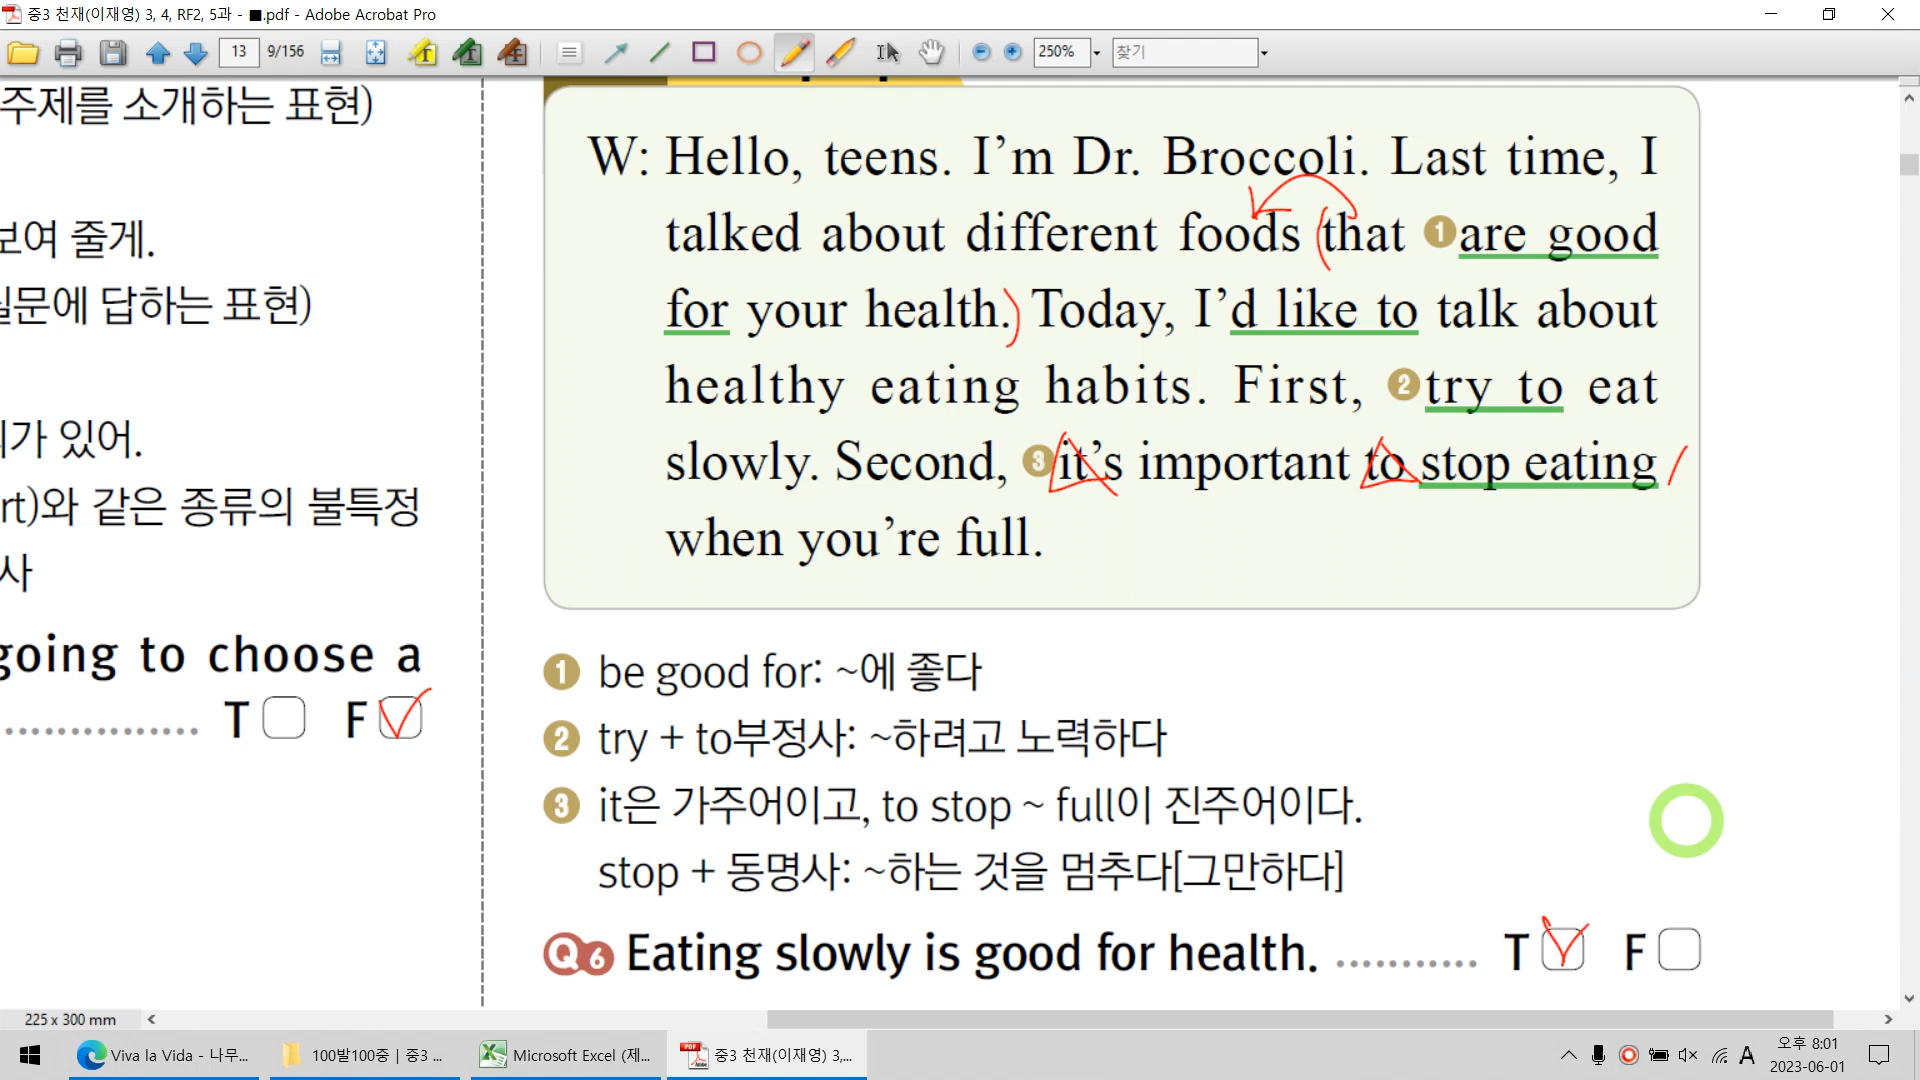 중3 천재(이재영) 3, 4, RF2, 5과 - ■.pdf - Adobe Acrobat Pro
13 9/156 250% 찾기
주제를 소개하는 표현)
보여 줄게.
질문에 답하는 표현)
가 있어.
rt)와 같은 종류의 불특정
사
going to choose a
T F
W: Hello, teens. I'm Dr. Broccoli. Last time, I
talked about different foods (that ❶are good
for your health.) Today, I'd like to talk about
healthy eating habits. First, ❷try to eat
slowly. Second, ❸it's important to stop eating /
when you're full.
❶ be good for: ~에 좋다
❷ try + to부정사: ~하려고 노력하다
❸ it은 가주어이고, to stop ~ full이 진주어이다.
stop + 동명사: ~하는 것을 멈추다[그만하다]
Q6 Eating slowly is good for health. ........... T F
225 x 300 mm
Viva la Vida - 나무... 100발100중 | 중3 ... Microsoft Excel (제... 중3 천재(이재영) 3,... A 오후 8:01
2023-06-01